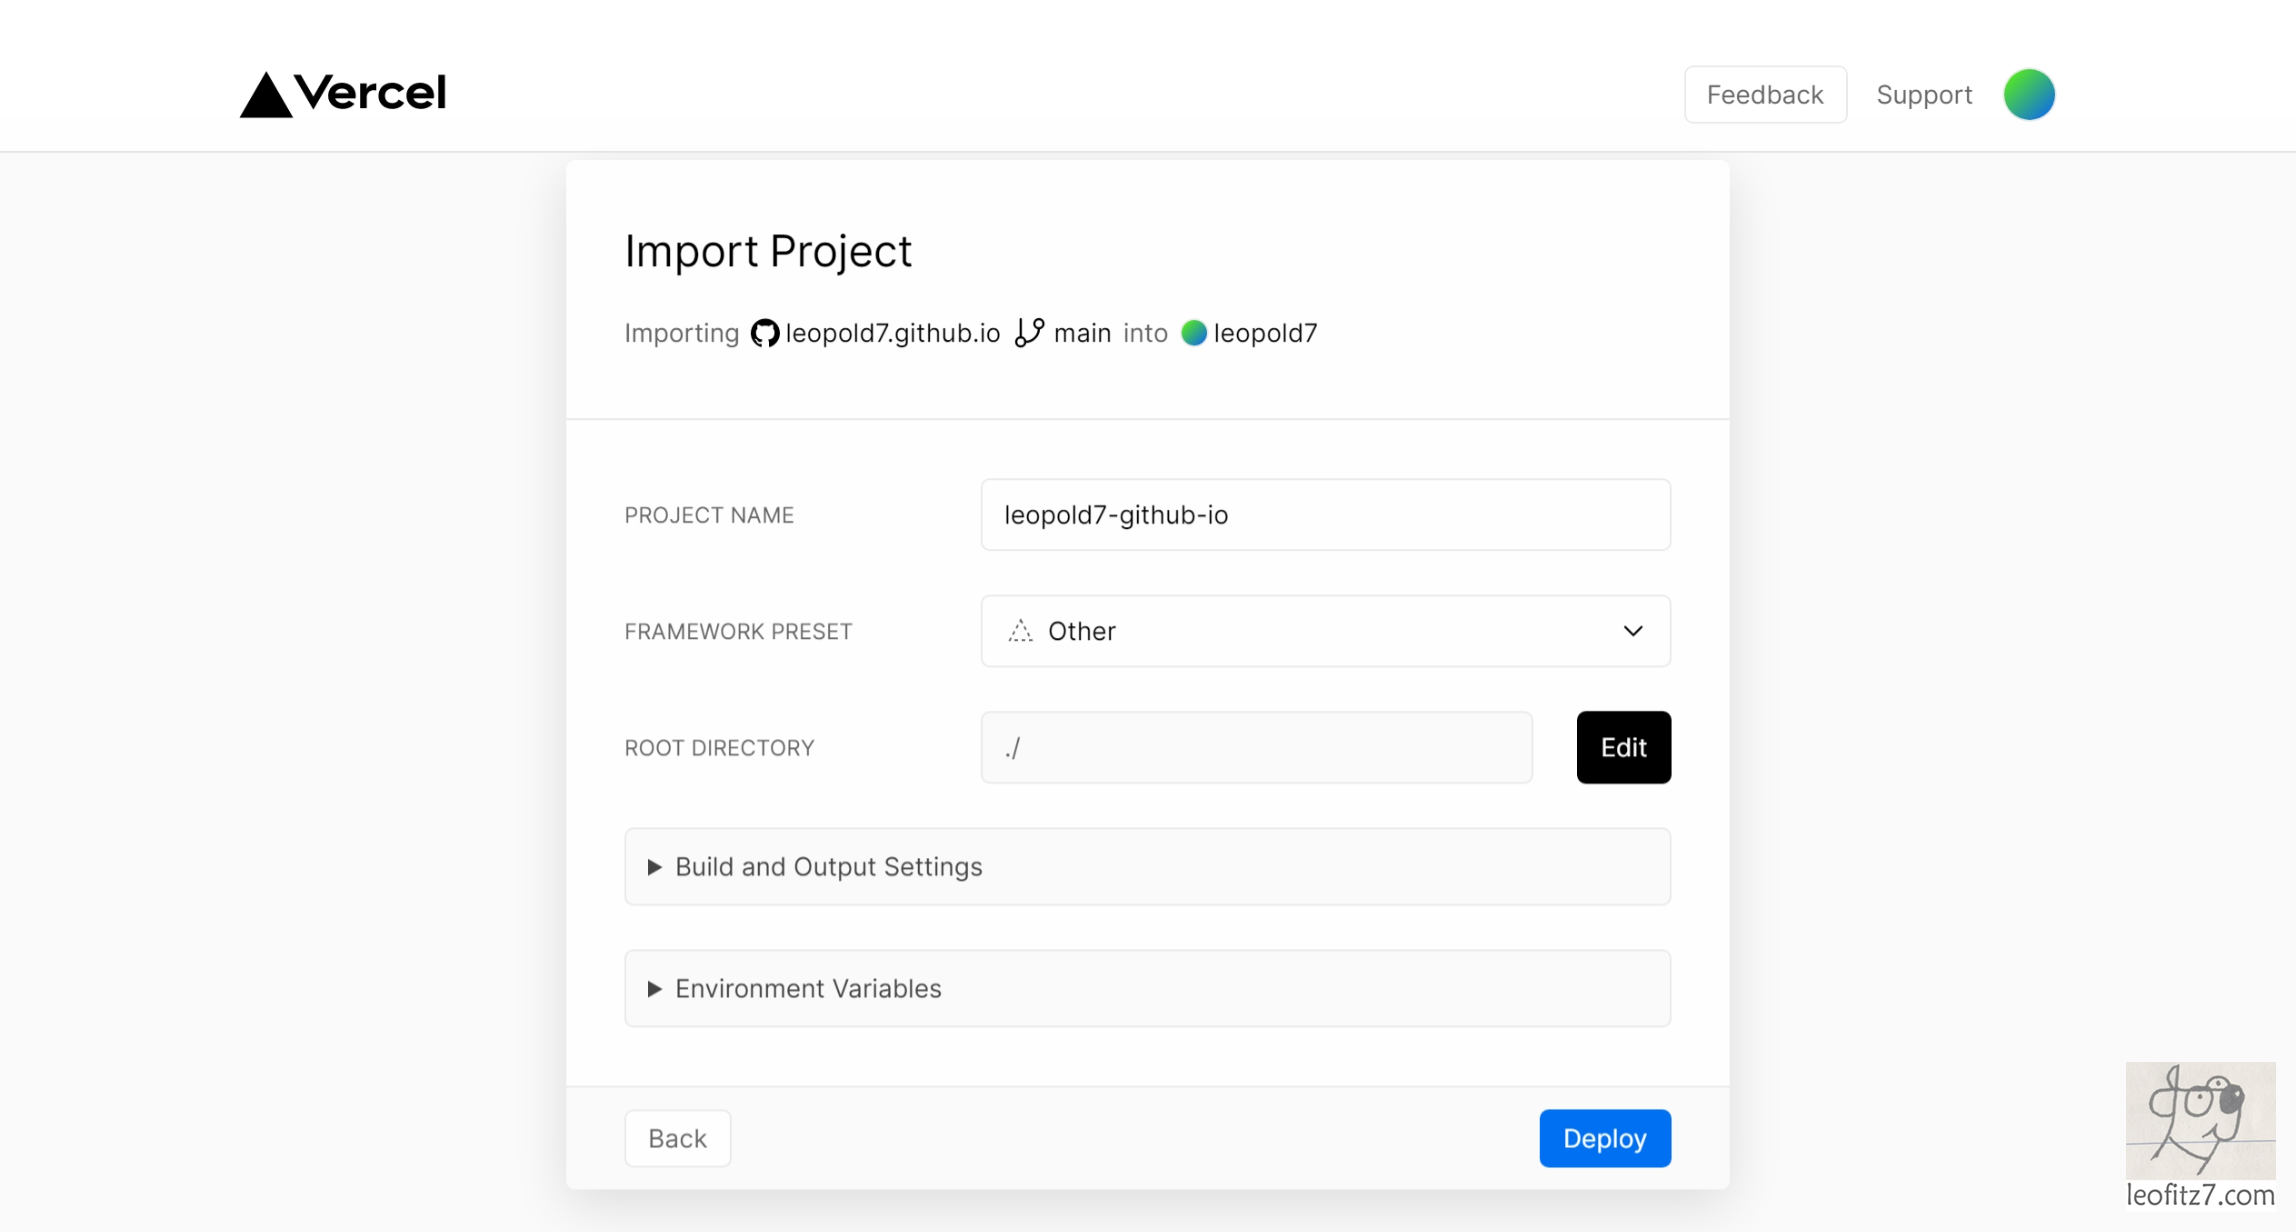 Vercel
Feedback Support
Import Project
Importing leopold7.github.io main into leopold7
PROJECT NAME leopold7-github-io
FRAMEWORK PRESET Other
ROOT DIRECTORY ./ Edit
Build and Output Settings
Environment Variables
Back Deploy
dog
leofitz7.com